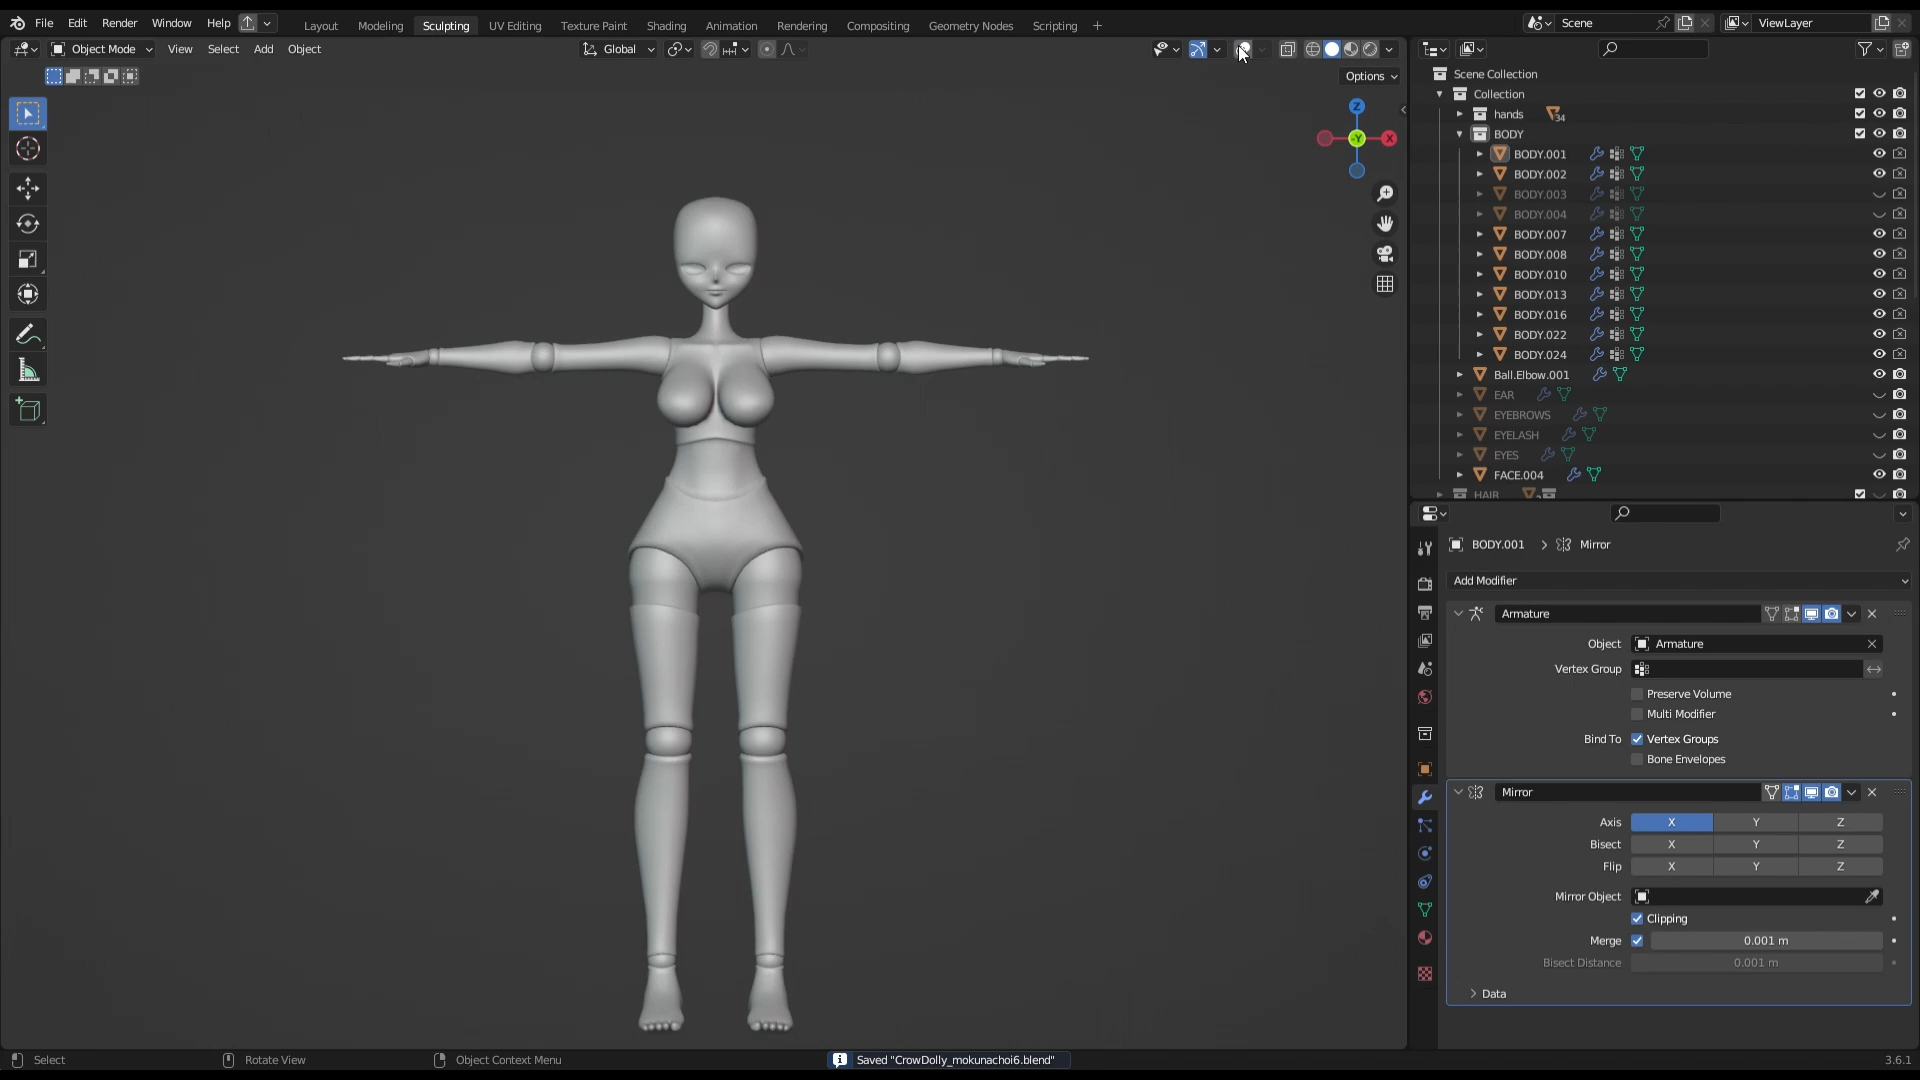 File Edit Render Window Help Layout Modeling Sculpting UV Editing Texture Paint Shading Animation Rendering Compositing Geometry Nodes Scripting + Scene ViewLayer
Object Mode View Select Add Object Global
Options
Z
-Y
X
Scene Collection
Collection
hands 34
BODY
BODY.001
BODY.002
BODY.003
BODY.004
BODY.007
BODY.008
BODY.010
BODY.013
BODY.016
BODY.022
BODY.024
Ball.Elbow.001
EAR
EYEBROWS
EYELASH
EYES
FACE.004
HAIR
BODY.001 > Mirror
Add Modifier
Armature
Object Armature
Vertex Group
Preserve Volume
Multi Modifier
Bind To Vertex Groups
Bone Envelopes
Mirror
Axis X Y Z
Bisect X Y Z
Flip X Y Z
Mirror Object
Clipping
Merge 0.001 m
Bisect Distance 0.001 m
Data
Select Rotate View Object Context Menu Saved "CrowDolly_mokunachoi6.blend" 3.6.1